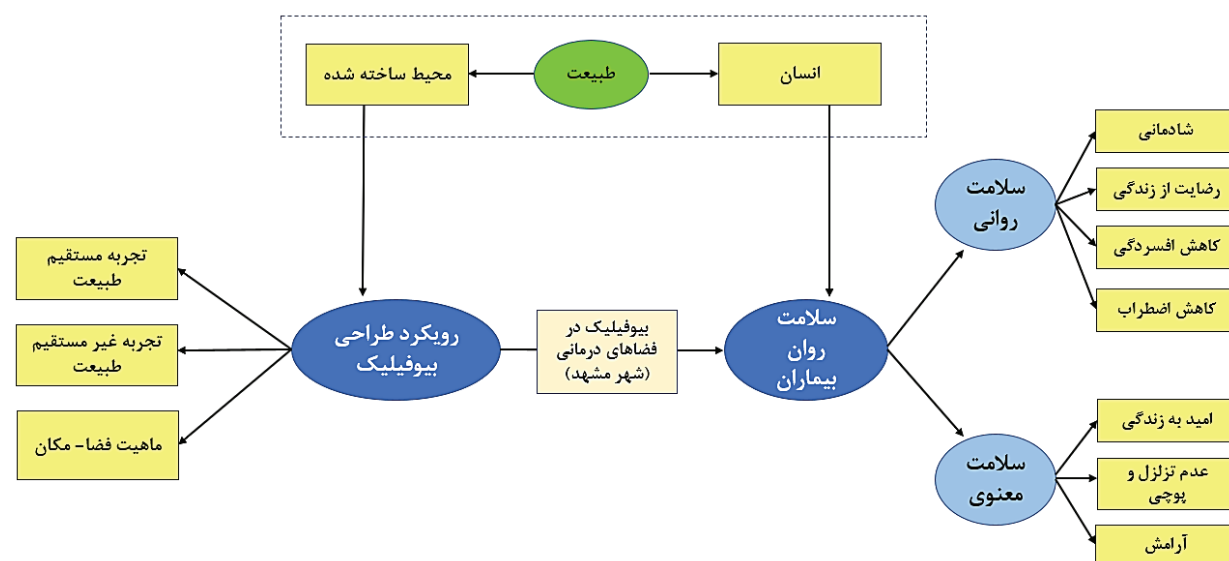 انسان
طبیعت
محیط ساخته شده
شادمانی
رضایت از زندگی
کاهش افسردگی
کاهش اضطراب
سلامت
روانی
سلامت
روان
بیماران
بیوفیلیک در
فضاهای درمانی
(شهر مشهد)
رویکرد طراحی
بیوفیلیک
تجربه مستقیم
طبیعت
تجربه غیر مستقیم
طبیعت
ماهیت فضا- مکان
سلامت
معنوی
امید به زندگی
عدم تزلزل و
پوچی
آرامش